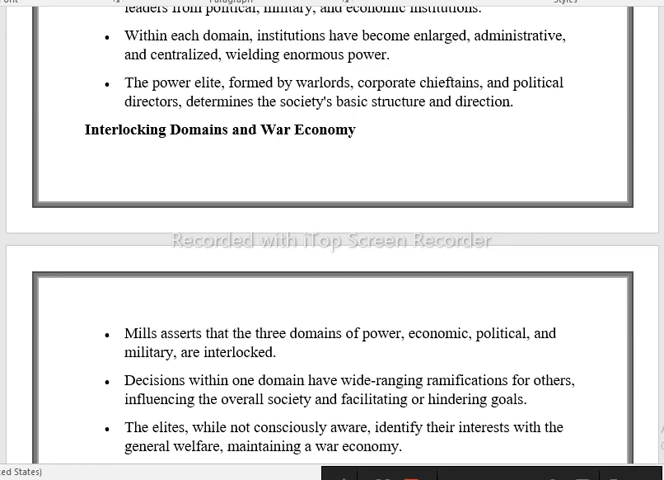 Paragraph
Styles
leaders from political, military, and economic institutions.
• Within each domain, institutions have become enlarged, administrative,
and centralized, wielding enormous power.
• The power elite, formed by warlords, corporate chieftains, and political
directors, determines the society's basic structure and direction.
Interlocking Domains and War Economy
Recorded with iTop Screen Recorder
• Mills asserts that the three domains of power, economic, political, and
military, are interlocked.
• Decisions within one domain have wide-ranging ramifications for others,
influencing the overall society and facilitating or hindering goals.
• The elites, while not consciously aware, identify their interests with the
general welfare, maintaining a war economy.
States)